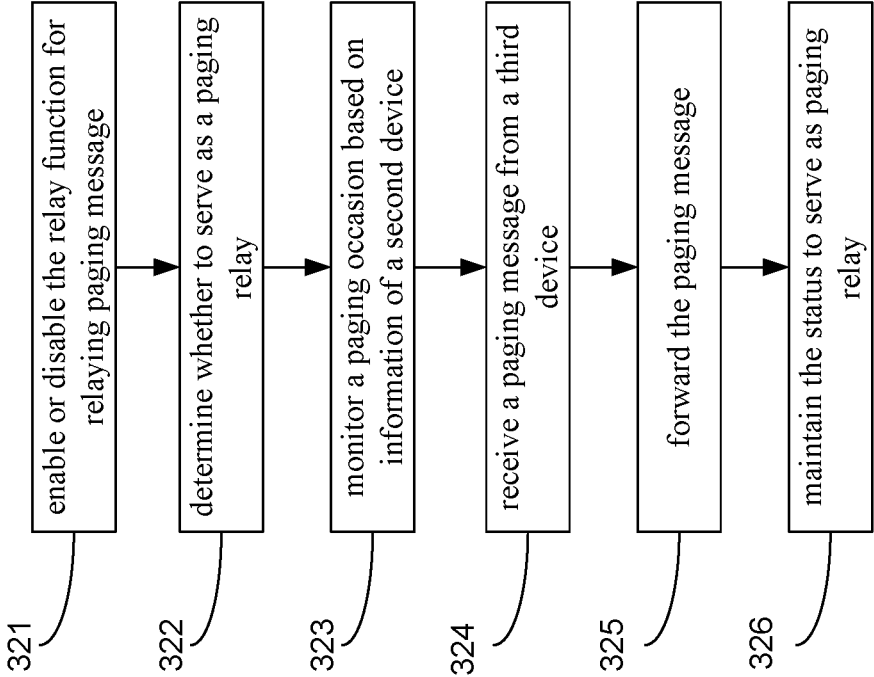 321
enable or disable the relay function for
relaying paging message
322
determine whether to serve as a paging
relay
323
monitor a paging occasion based on
information of a second device
324
receive a paging message from a third
device
325
forward the paging message
326
maintain the status to serve as paging
relay